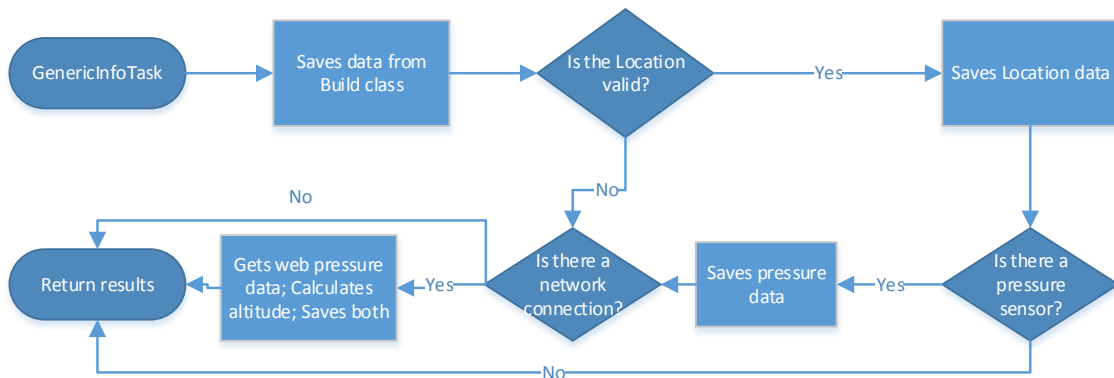 GenericInfoTask
Saves data from
Build class
Is the Location
valid?
Yes
Saves Location data
No
No
Return results
Gets web pressure
data; Calculates
altitude; Saves both
Yes
Is there a
network
connection?
Saves pressure
data
Yes
Is there a
pressure
sensor?
No